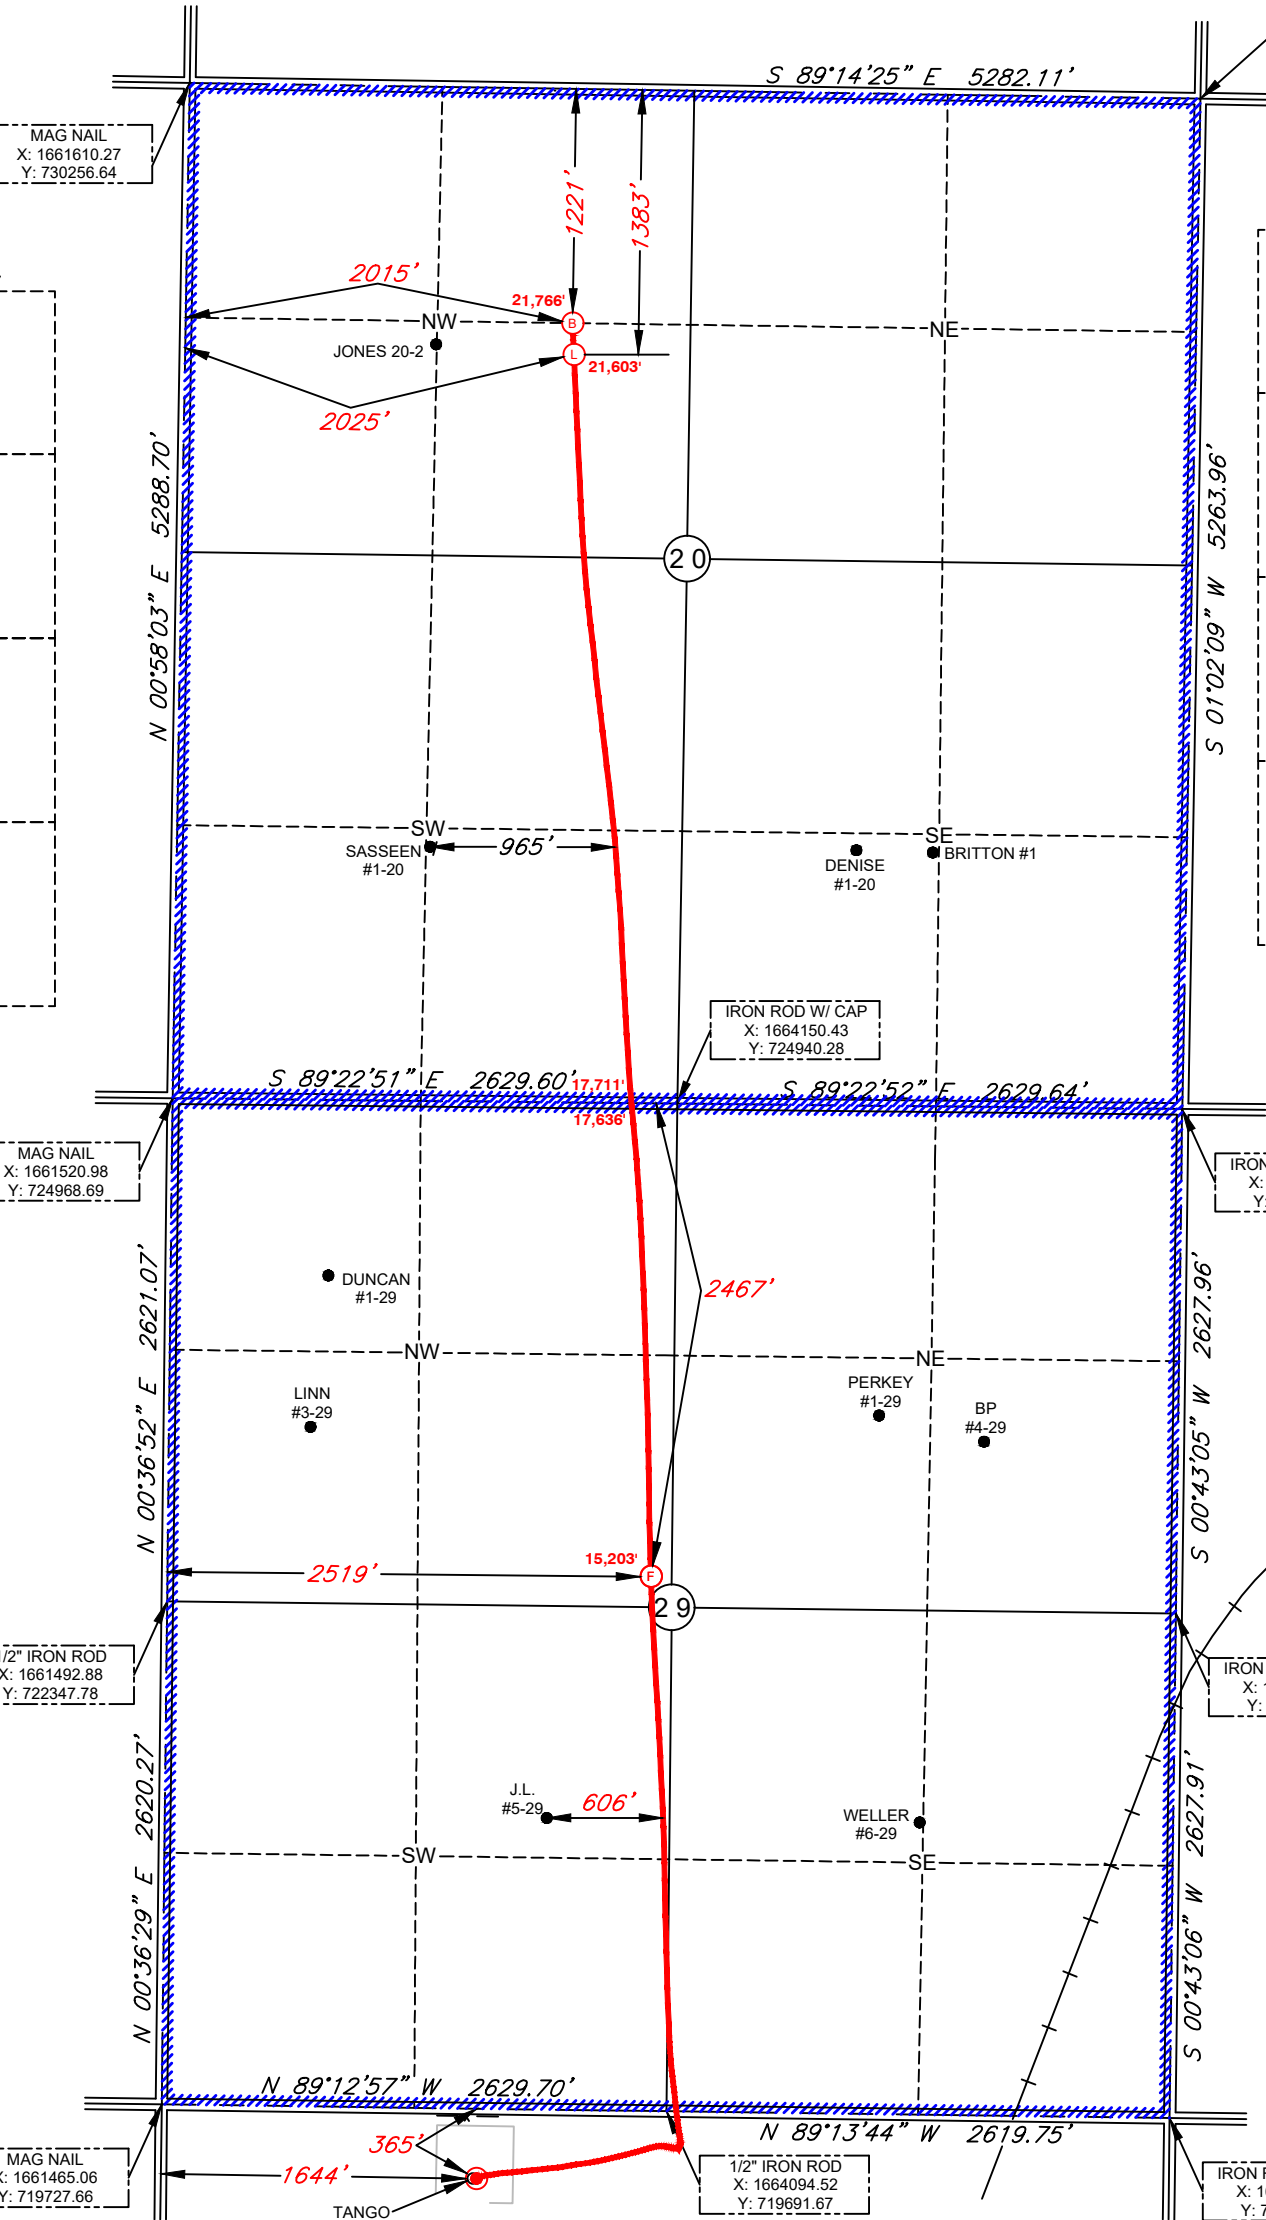 S 89°14'25" E 5282.11'
MAG NAIL
X: 1661610.27
Y: 730256.64
1221'
1383'
2015'
21,766'
B
NW
NE
JONES 20-2
L
21,603'
2025'
N 00°58'03" E 5288.70'
S 01°02'09" W 5263.96'
20
SW
SE
SASSEEN
#1-20
965'
DENISE
#1-20
BRITTON #1
IRON ROD W/ CAP
X: 1664150.43
Y: 724940.28
S 89°22'51" E 2629.60'
17,711'
S 89°22'52" E 2629.64'
17,636'
MAG NAIL
X: 1661520.98
Y: 724968.69
IRON
X:
Y:
N 00°36'52" E 2621.07'
S 00°43'05" W 2627.96'
DUNCAN
#1-29
2467'
NW
NE
LINN
#3-29
PERKEY
#1-29
BP
#4-29
15,203'
2519'
F
29
1/2" IRON ROD
X: 1661492.88
Y: 722347.78
IRON
X: 1
Y:
N 00°36'29" E 2620.27'
S 00°43'06" W 2627.91'
J.L.
#5-29
606'
WELLER
#6-29
SW
SE
N 89°12'57" W 2629.70'
N 89°13'44" W 2619.75'
365'
MAG NAIL
X: 1661465.06
Y: 719727.66
1644'
TANGO
1/2" IRON ROD
X: 1664094.52
Y: 719691.67
IRON R
X: 16
Y: 7